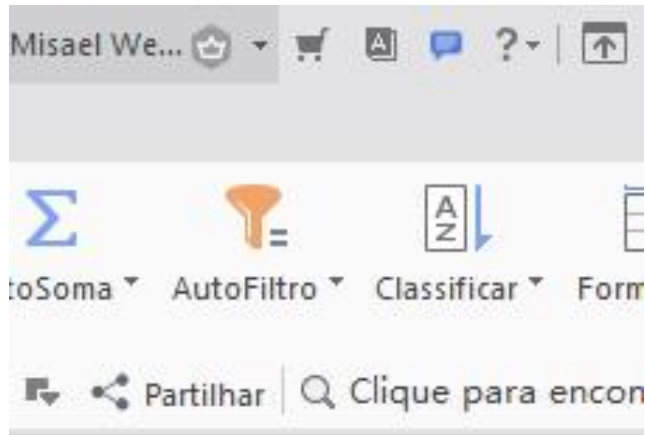 Misael We...
toSoma AutoFiltro Classificar Form
Partilhar Clique para encon